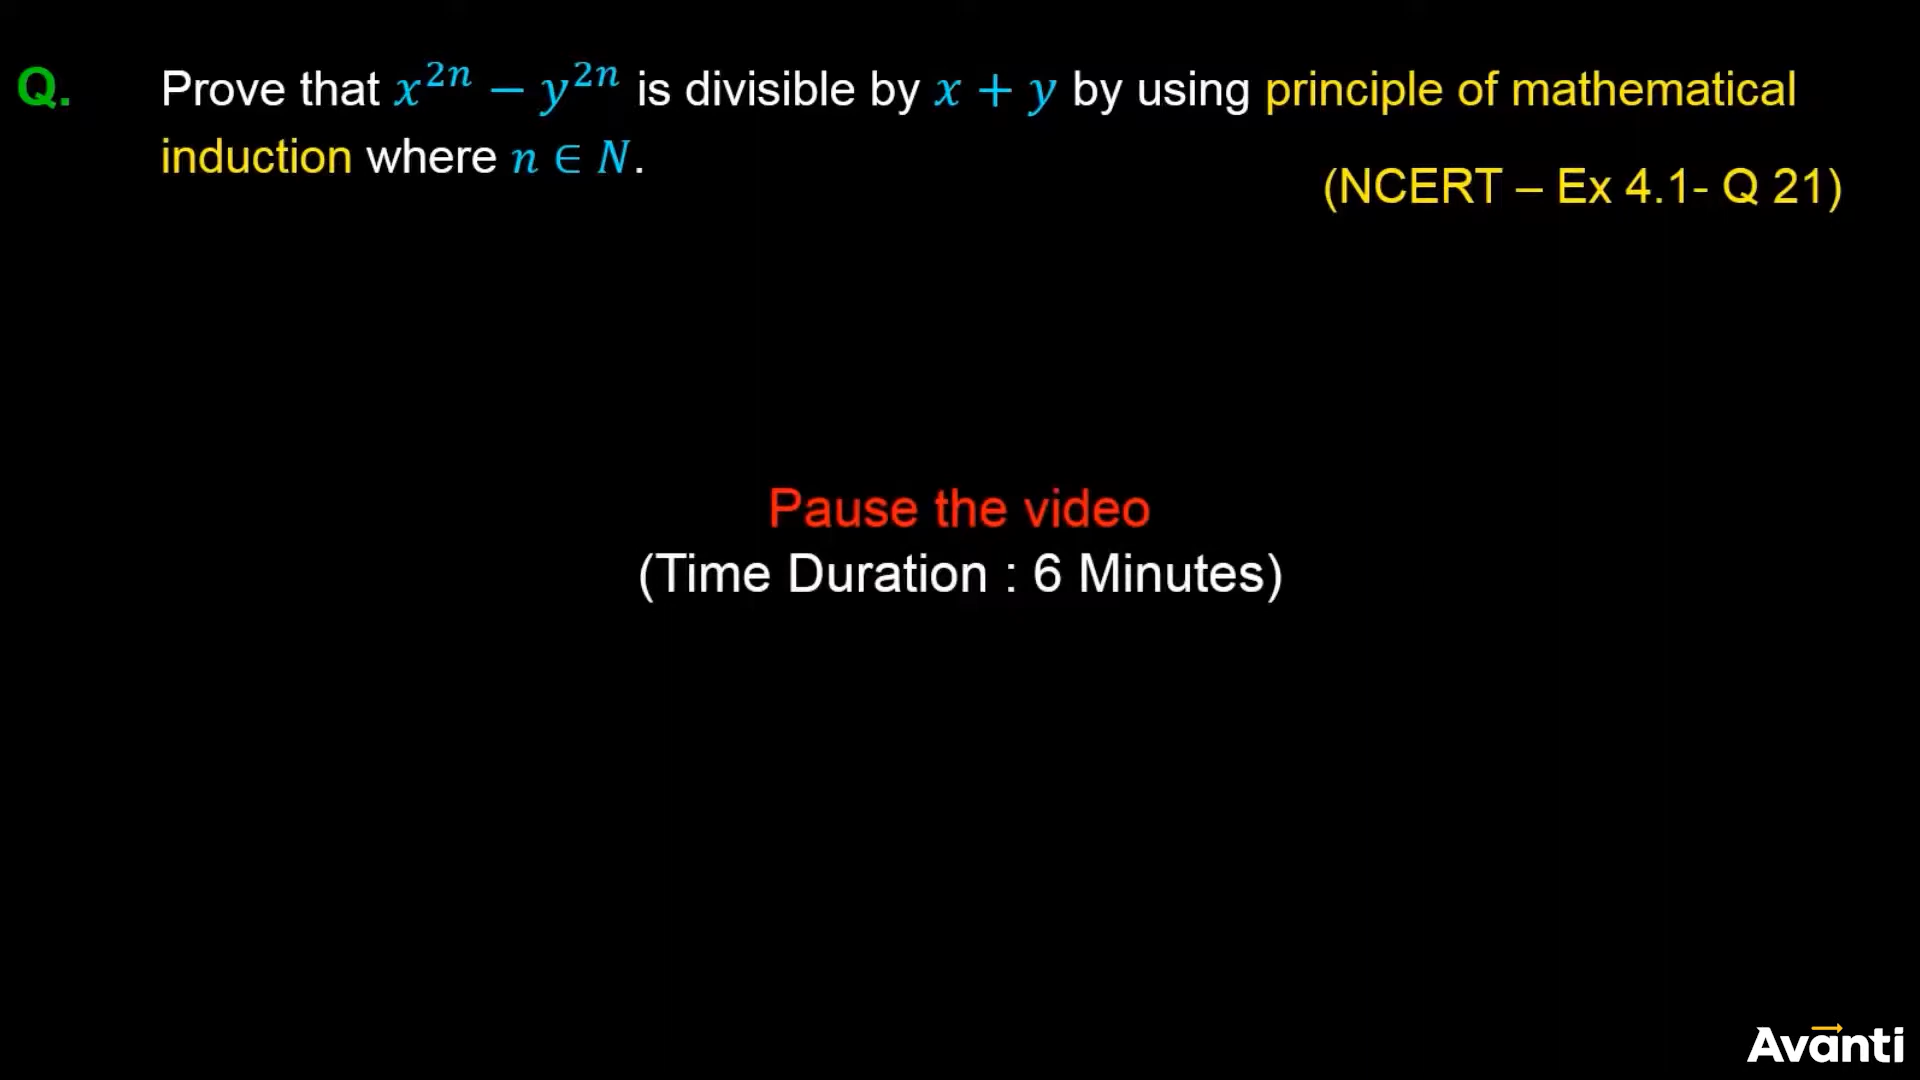 Q. Prove that x^{2n} − y^{2n} is divisible by x + y by using principle of mathematical
induction where n ∈ N.
(NCERT – Ex 4.1- Q 21)
Pause the video
(Time Duration : 6 Minutes)
Avanti